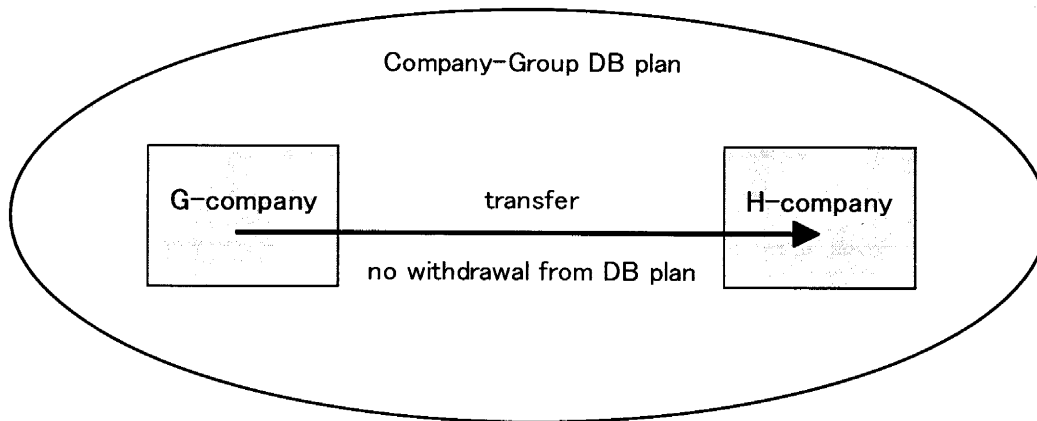 Company-Group DB plan
G-company
transfer
H-company
no withdrawal from DB plan